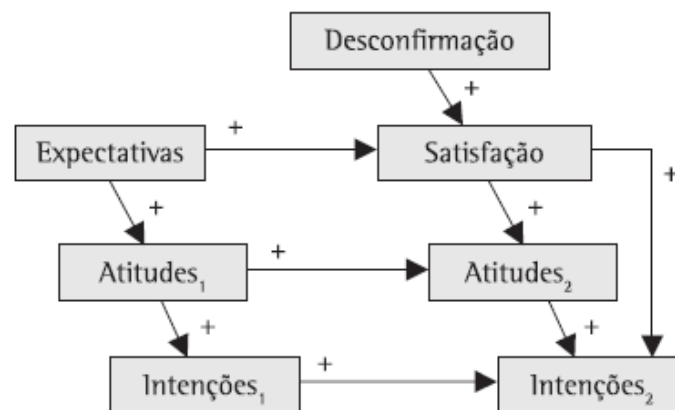 Desconfirmação
+
+
Expectativas
Satisfação
+
+
+
+
Atitudes₁
Atitudes₂
+
+
+
Intenções₁
Intenções₂